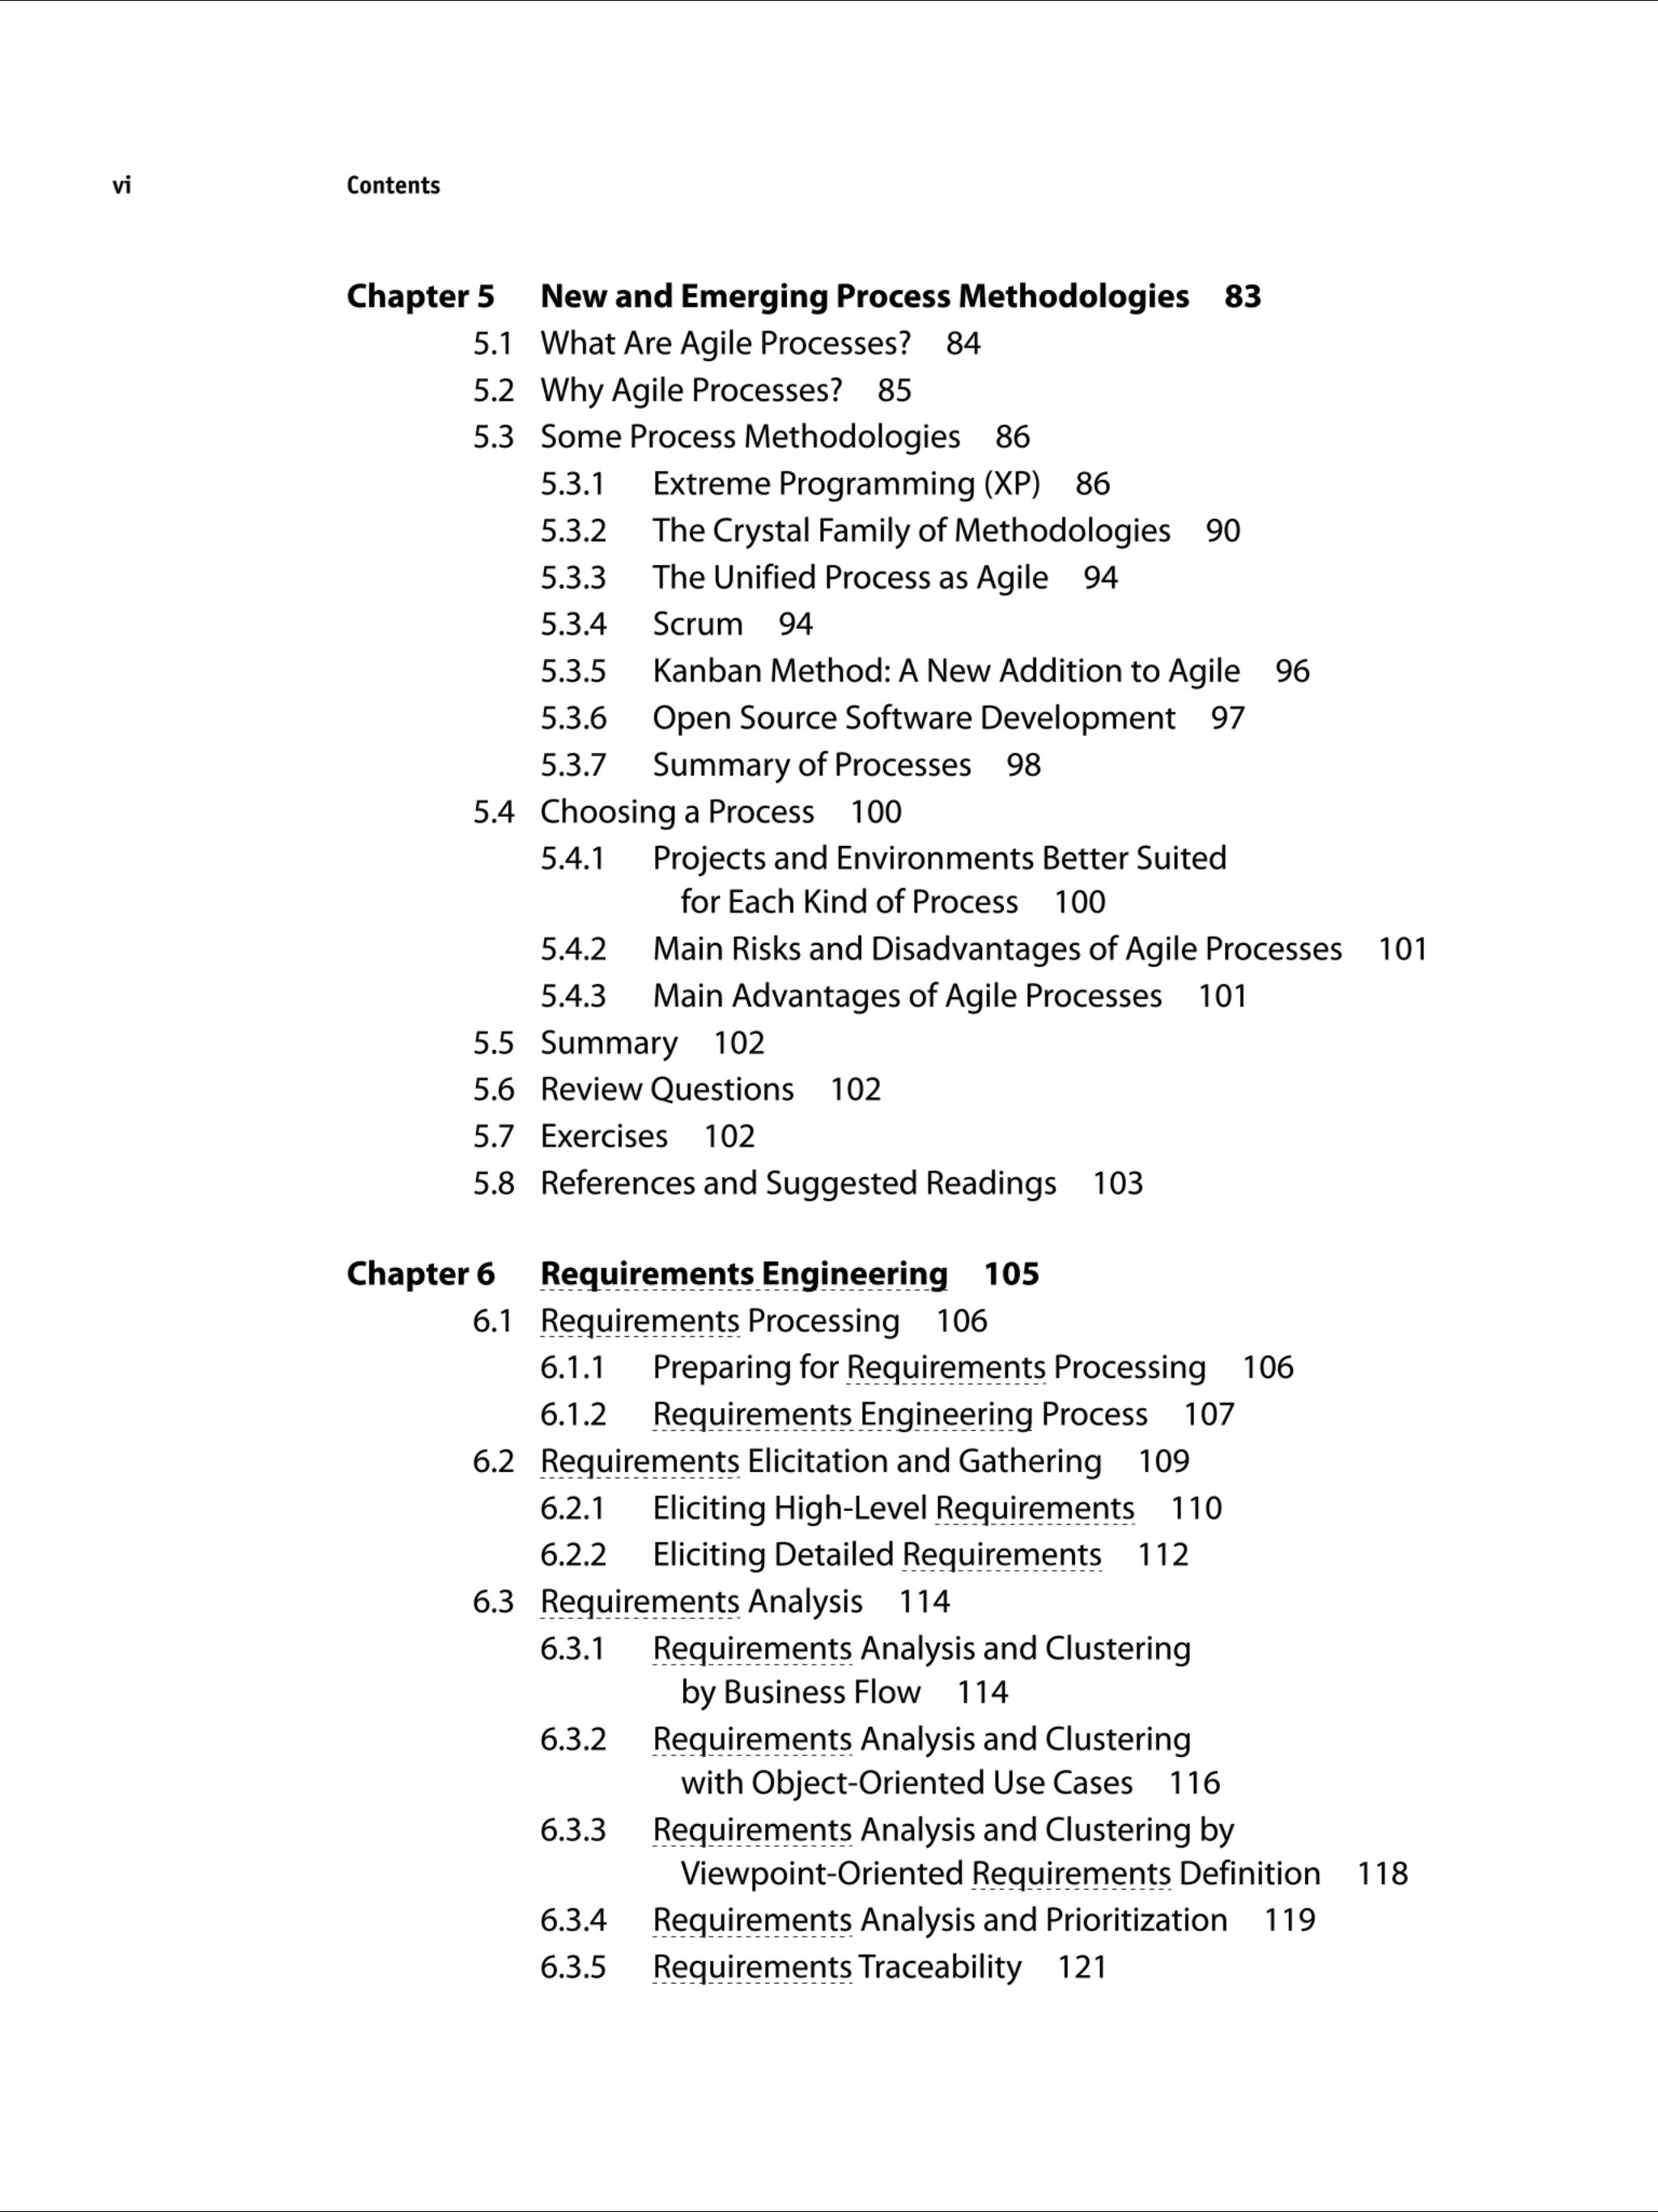 vi Contents
Chapter 5 New and Emerging Process Methodologies 83
5.1 What Are Agile Processes? 84
5.2 Why Agile Processes? 85
5.3 Some Process Methodologies 86
5.3.1 Extreme Programming (XP) 86
5.3.2 The Crystal Family of Methodologies 90
5.3.3 The Unified Process as Agile 94
5.3.4 Scrum 94
5.3.5 Kanban Method: A New Addition to Agile 96
5.3.6 Open Source Software Development 97
5.3.7 Summary of Processes 98
5.4 Choosing a Process 100
5.4.1 Projects and Environments Better Suited
for Each Kind of Process 100
5.4.2 Main Risks and Disadvantages of Agile Processes 101
5.4.3 Main Advantages of Agile Processes 101
5.5 Summary 102
5.6 Review Questions 102
5.7 Exercises 102
5.8 References and Suggested Readings 103
Chapter 6 Requirements Engineering 105
6.1 Requirements Processing 106
6.1.1 Preparing for Requirements Processing 106
6.1.2 Requirements Engineering Process 107
6.2 Requirements Elicitation and Gathering 109
6.2.1 Eliciting High-Level Requirements 110
6.2.2 Eliciting Detailed Requirements 112
6.3 Requirements Analysis 114
6.3.1 Requirements Analysis and Clustering
by Business Flow 114
6.3.2 Requirements Analysis and Clustering
with Object-Oriented Use Cases 116
6.3.3 Requirements Analysis and Clustering by
Viewpoint-Oriented Requirements Definition 118
6.3.4 Requirements Analysis and Prioritization 119
6.3.5 Requirements Traceability 121